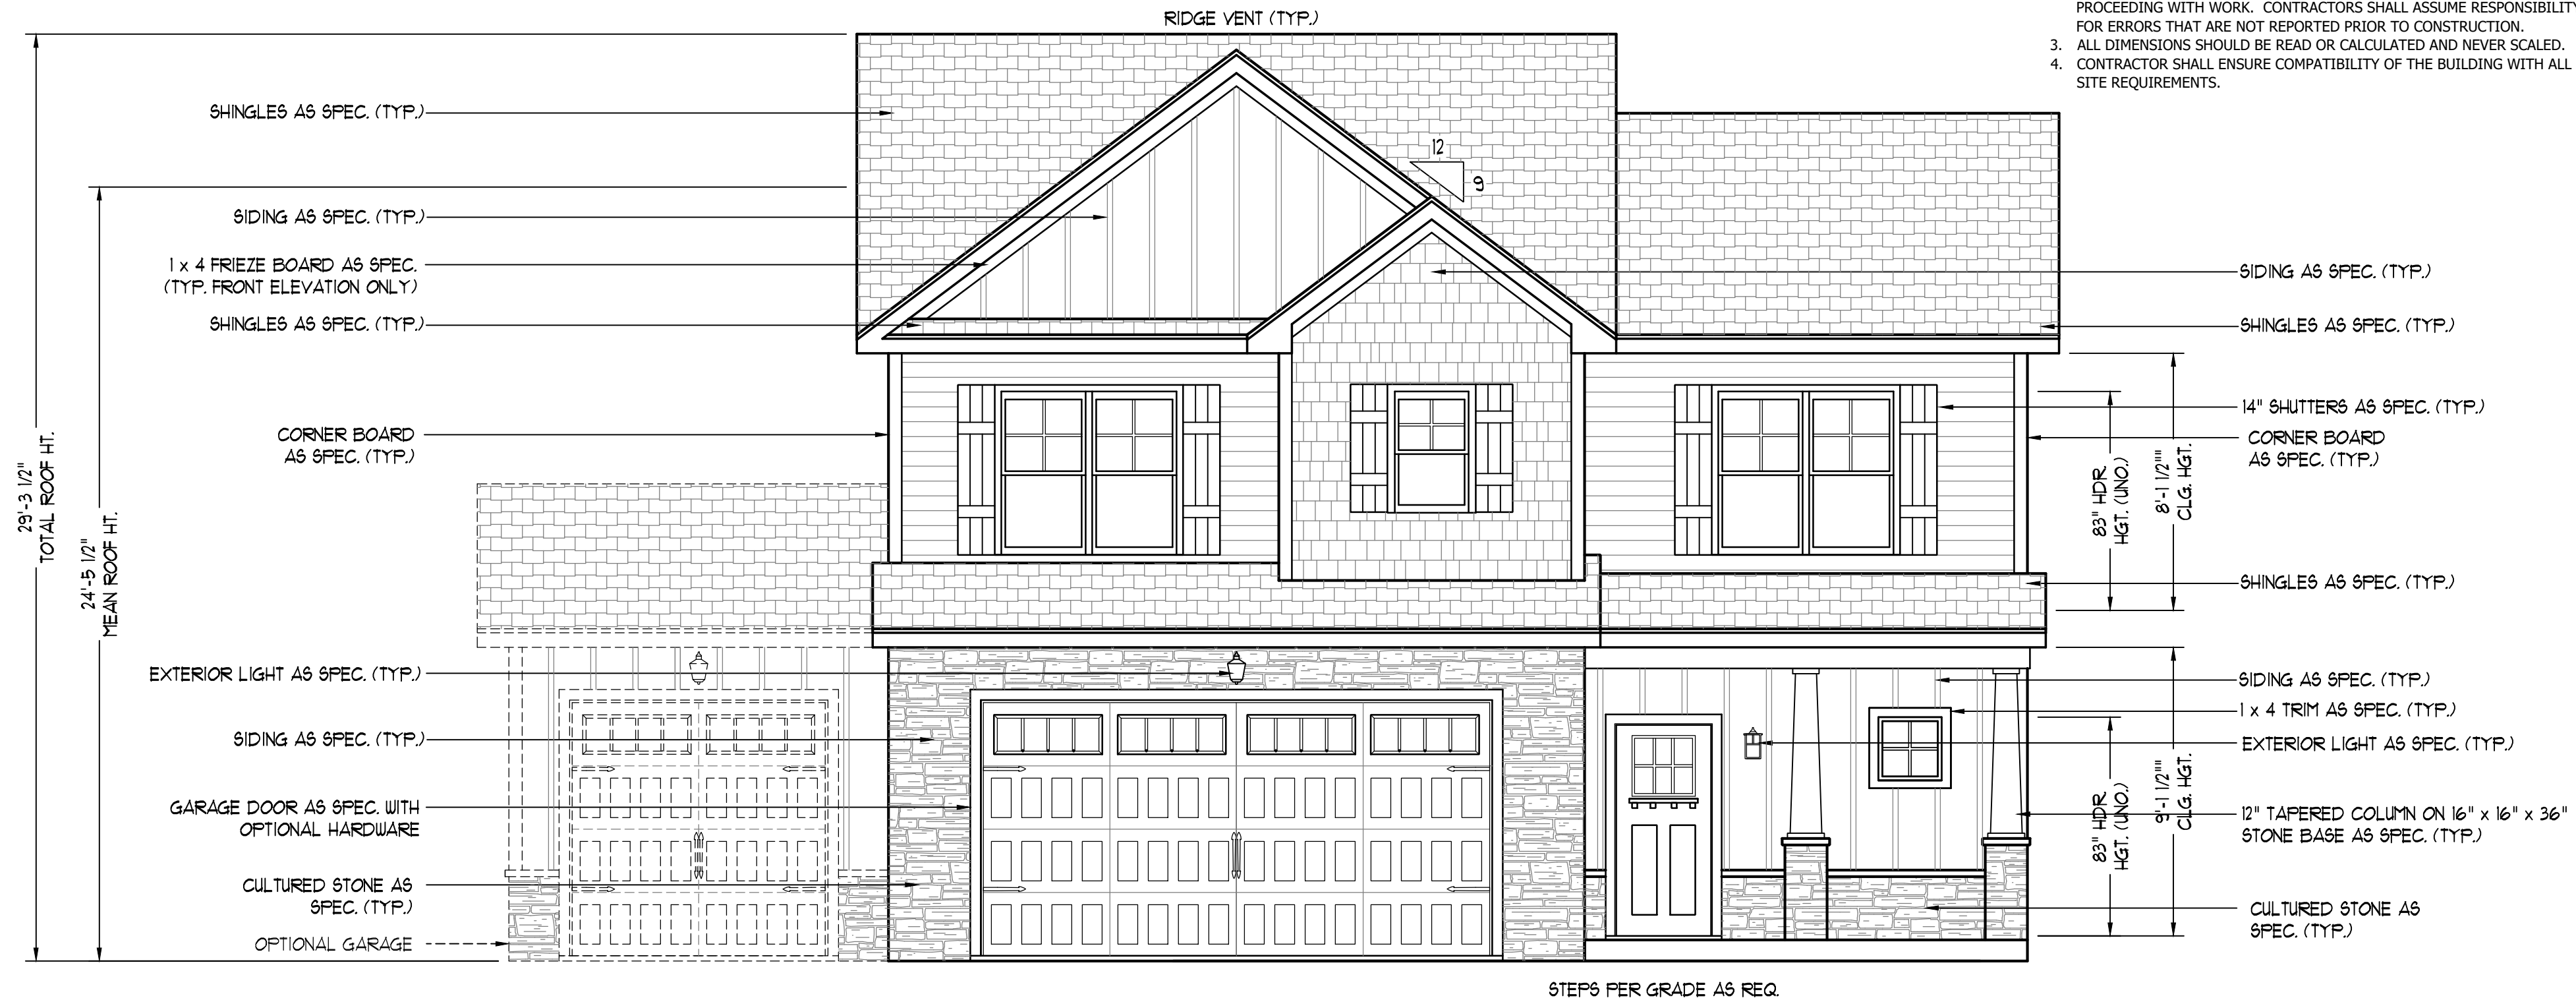 RIDGE VENT (TYP.)
PROCEEDING WITH WORK. CONTRACTORS SHALL ASSUME RESPONSIBILITY
FOR ERRORS THAT ARE NOT REPORTED PRIOR TO CONSTRUCTION.
3. ALL DIMENSIONS SHOULD BE READ OR CALCULATED AND NEVER SCALED.
4. CONTRACTOR SHALL ENSURE COMPATIBILITY OF THE BUILDING WITH ALL
SITE REQUIREMENTS.
29'-3 1/2"
TOTAL ROOF HT.
24'-5 1/2"
MEAN ROOF HT.
SHINGLES AS SPEC. (TYP.)
SIDING AS SPEC. (TYP.)
1 x 4 FRIEZE BOARD AS SPEC.
(TYP. FRONT ELEVATION ONLY)
SHINGLES AS SPEC. (TYP.)
CORNER BOARD
AS SPEC. (TYP.)
EXTERIOR LIGHT AS SPEC. (TYP.)
SIDING AS SPEC. (TYP.)
GARAGE DOOR AS SPEC. WITH
OPTIONAL HARDWARE
CULTURED STONE AS
SPEC. (TYP.)
OPTIONAL GARAGE
12
9
SIDING AS SPEC. (TYP.)
SHINGLES AS SPEC. (TYP.)
14" SHUTTERS AS SPEC. (TYP.)
CORNER BOARD
AS SPEC. (TYP.)
83" HDR
HGT. (UNO.)
8'-1 1/2""
CLG. HGT.
SHINGLES AS SPEC. (TYP.)
SIDING AS SPEC. (TYP.)
1 x 4 TRIM AS SPEC. (TYP.)
EXTERIOR LIGHT AS SPEC. (TYP.)
83" HDR
HGT. (UNO.)
9'-1 1/2""
CLG. HGT.
12" TAPERED COLUMN ON 16" x 16" x 36"
STONE BASE AS SPEC. (TYP.)
CULTURED STONE AS
SPEC. (TYP.)
STEPS PER GRADE AS REQ.